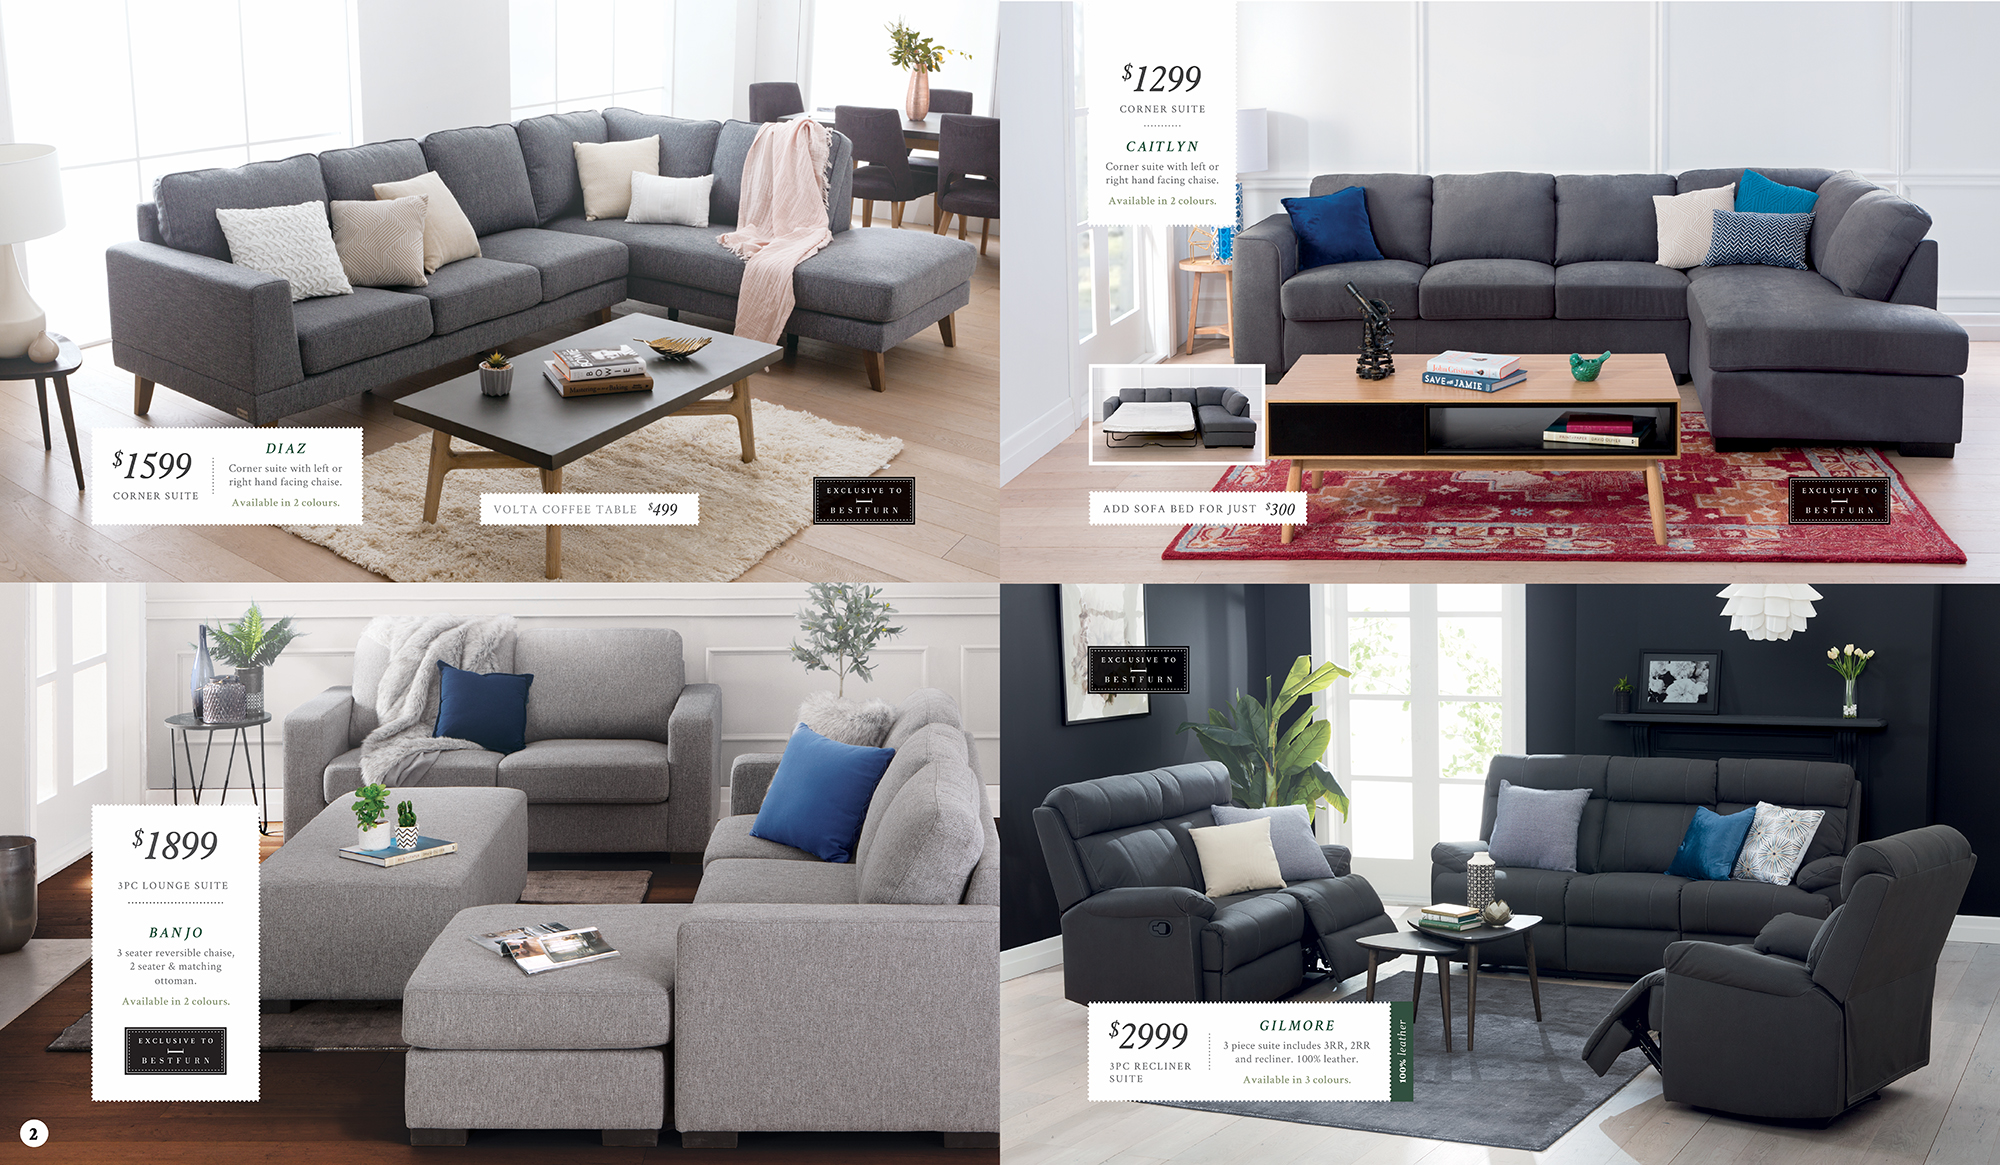 $1599
CORNER SUITE
DIAZ
Corner suite with left or
right hand facing chaise.
Available in 2 colours.
VOLTA COFFEE TABLE $499
EXCLUSIVE TO
BESTFURN
BOWIE
$1299
CORNER SUITE
CAITLYN
Corner suite with left or
right hand facing chaise.
Available in 2 colours.
SAVE with JAMIE
ADD SOFA BED FOR JUST $300
EXCLUSIVE TO
BESTFURN
$1899
3PC LOUNGE SUITE
BANJO
3 seater reversible chaise,
2 seater & matching
ottoman.
Available in 2 colours.
EXCLUSIVE TO
BESTFURN
2
EXCLUSIVE TO
BESTFURN
$2999
3PC RECLINER
SUITE
GILMORE
3 piece suite includes 3RR, 2RR
and recliner. 100% leather.
Available in 3 colours.
100% leather